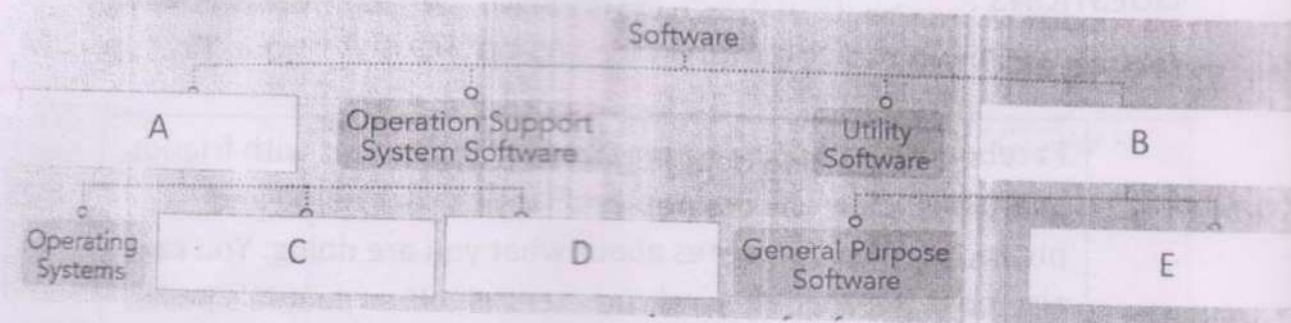 Software
A
Operation Support
System Software
Utility
Software
B
Operating
Systems
C
D
General Purpose
Software
E